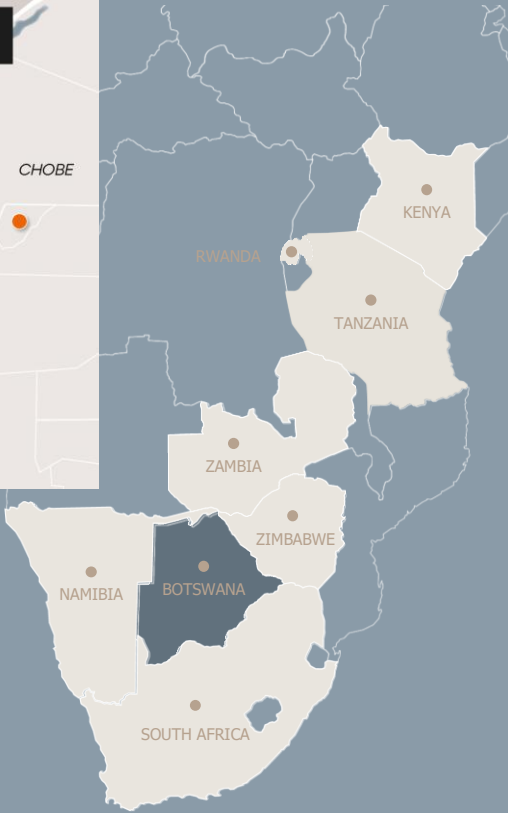 CHOBE
KENYA
RWANDA
TANZANIA
ZAMBIA
ZIMBABWE
NAMIBIA
BOTSWANA
SOUTH AFRICA